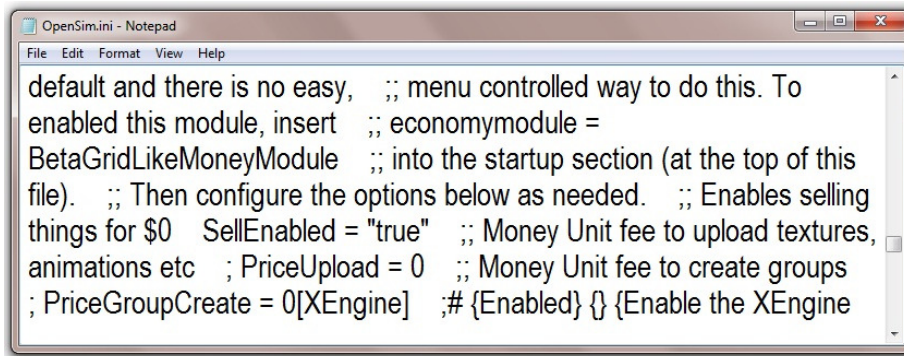 OpenSim.ini - Notepad
File Edit Format View Help
default and there is no easy, ;; menu controlled way to do this. To
enabled this module, insert ;; economymodule =
BetaGridLikeMoneyModule ;; into the startup section (at the top of this
file). ;; Then configure the options below as needed. ;; Enables selling
things for $0 SellEnabled = "true" ;; Money Unit fee to upload textures,
animations etc ; PriceUpload = 0 ;; Money Unit fee to create groups
; PriceGroupCreate = 0[XEngine] ;# {Enabled} {} {Enable the XEngine